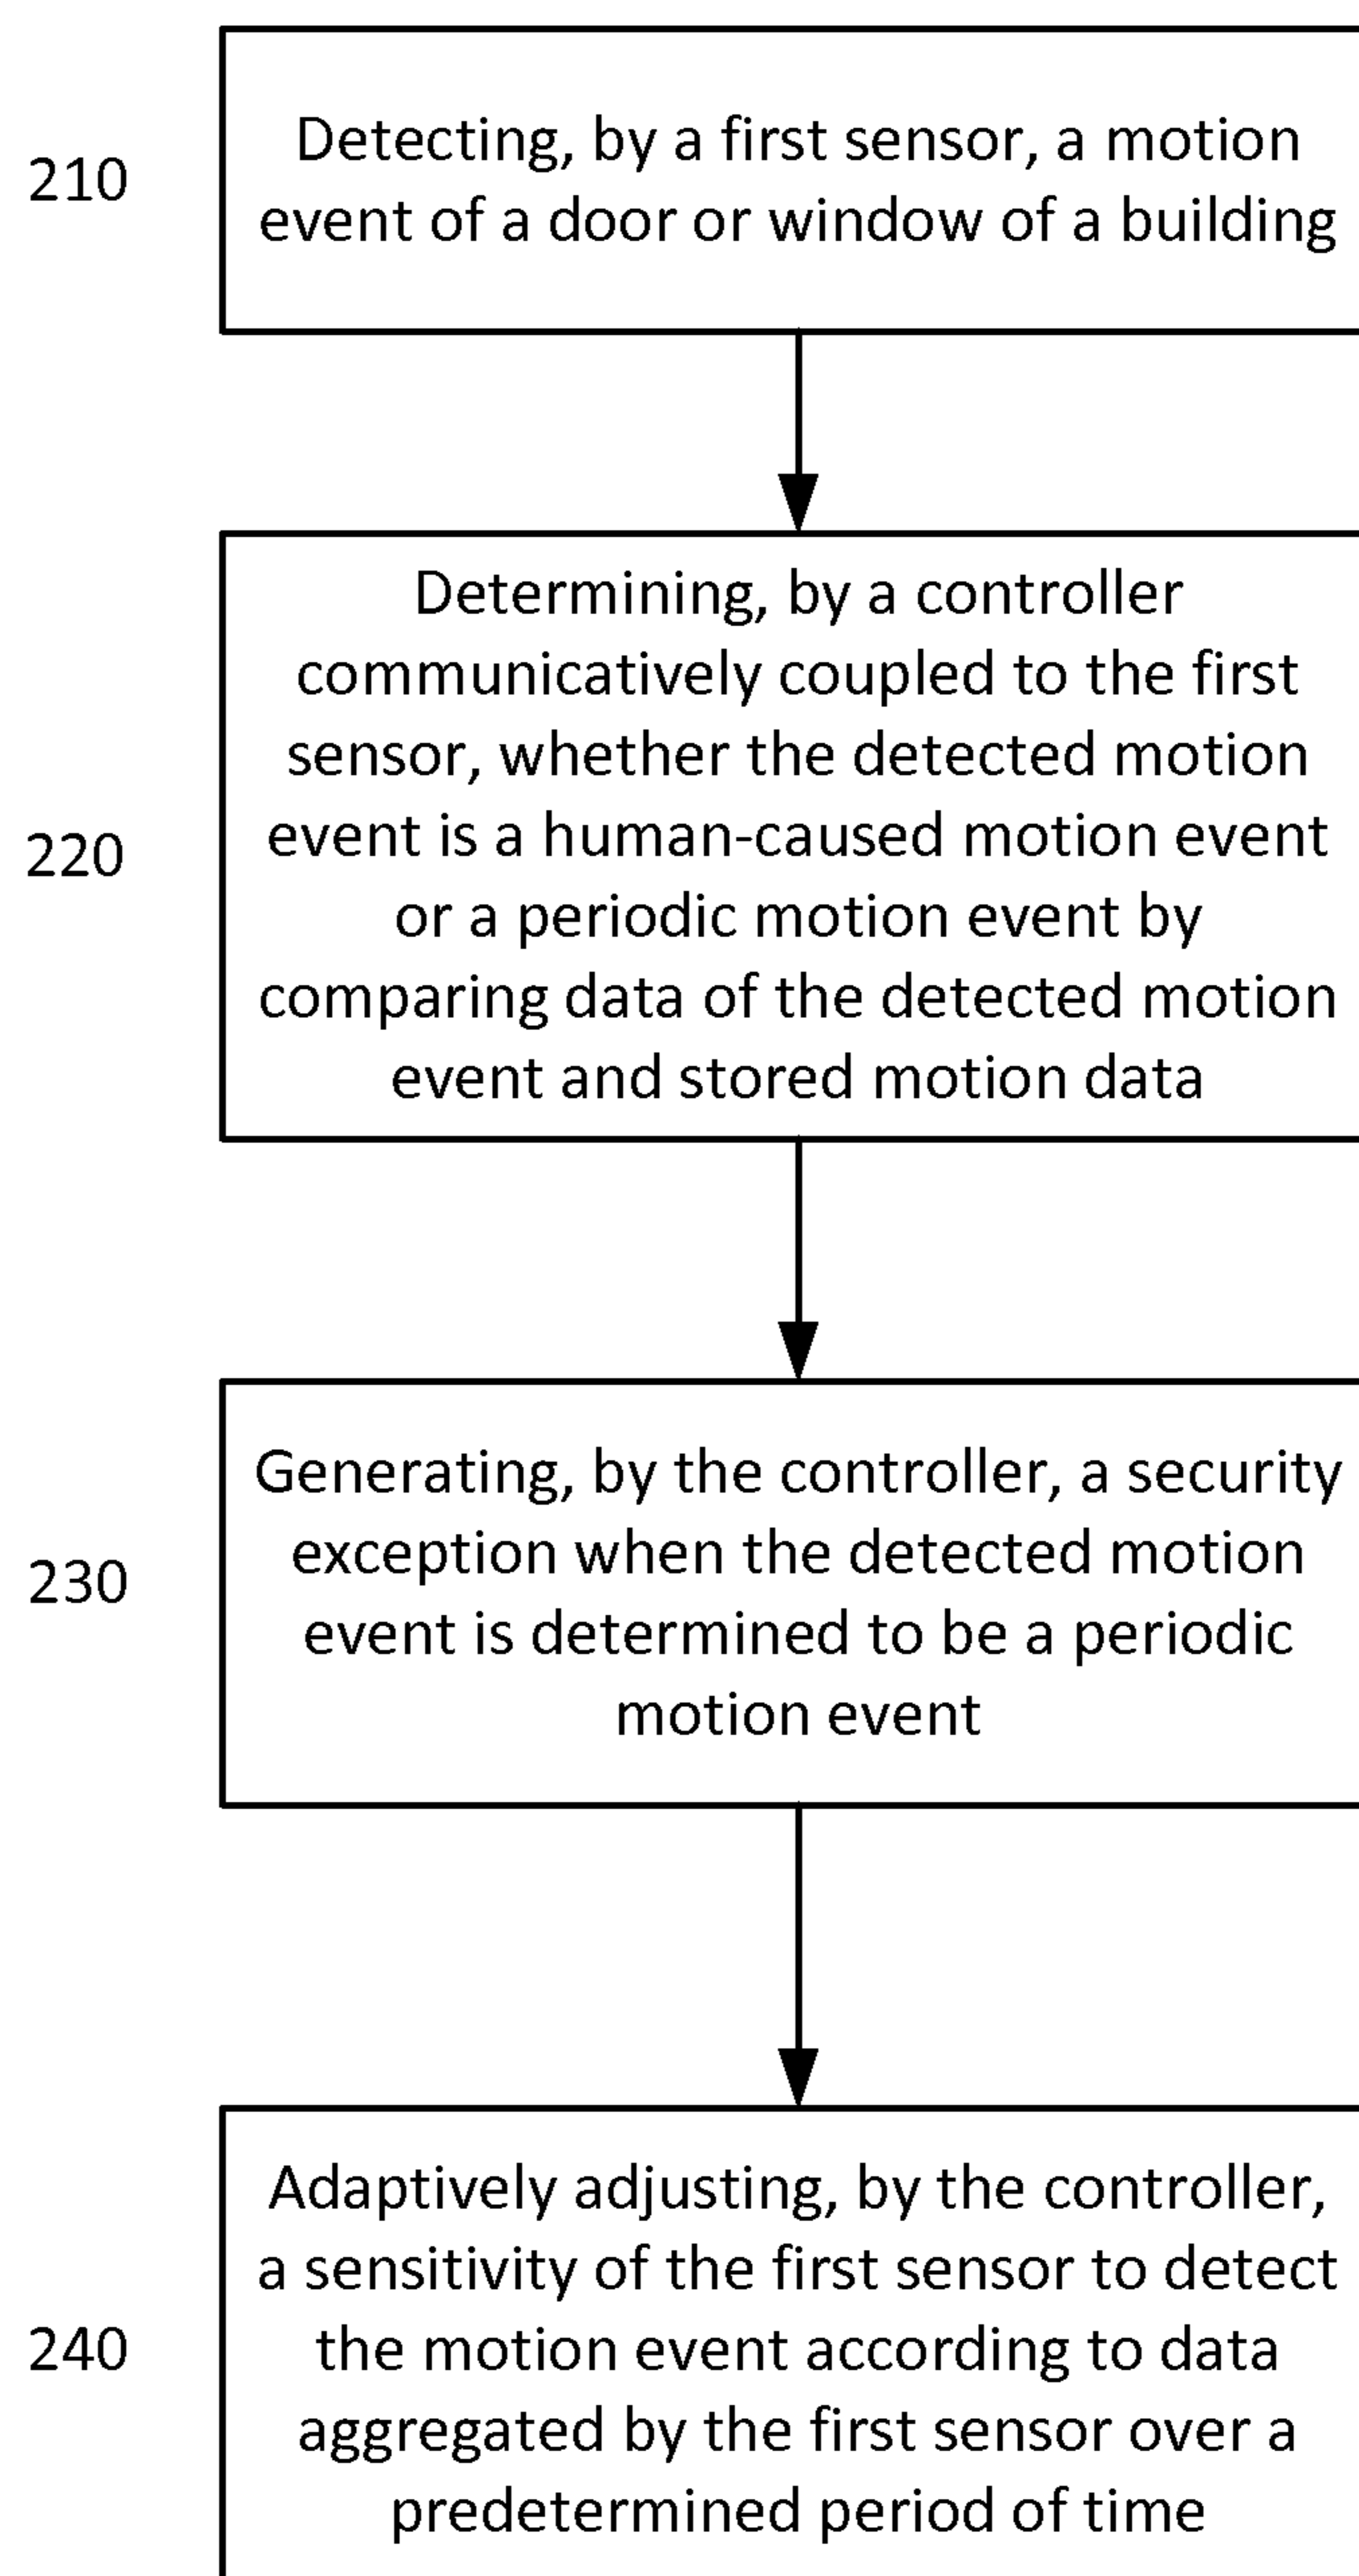 210
Detecting, by a first sensor, a motion
event of a door or window of a building
220
Determining, by a controller
communicatively coupled to the first
sensor, whether the detected motion
event is a human-caused motion event
or a periodic motion event by
comparing data of the detected motion
event and stored motion data
230
Generating, by the controller, a security
exception when the detected motion
event is determined to be a periodic
motion event
240
Adaptively adjusting, by the controller,
a sensitivity of the first sensor to detect
the motion event according to data
aggregated by the first sensor over a
predetermined period of time